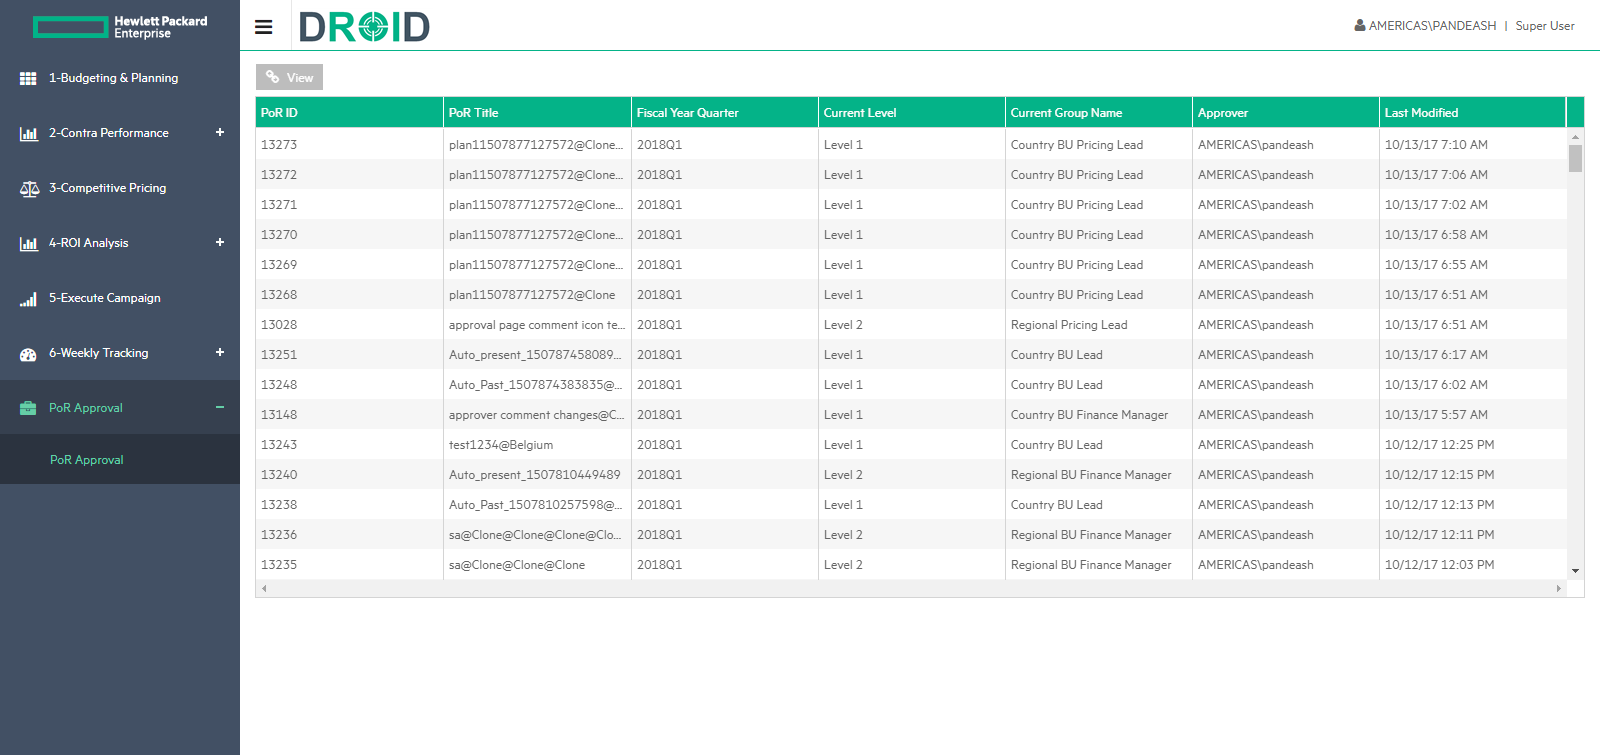 Hewlett Packard
Enterprise
DROID
AMERICAS\PANDEASH | Super User
1-Budgeting & Planning
2-Contra Performance +
3-Competitive Pricing
4-ROI Analysis +
5-Execute Campaign
6-Weekly Tracking +
PoR Approval −
PoR Approval
View
PoR ID PoR Title Fiscal Year Quarter Current Level Current Group Name Approver Last Modified
13273 plan11507877127572@Clone... 2018Q1 Level 1 Country BU Pricing Lead AMERICAS\pandeash 10/13/17 7:10 AM
13272 plan11507877127572@Clone... 2018Q1 Level 1 Country BU Pricing Lead AMERICAS\pandeash 10/13/17 7:06 AM
13271 plan11507877127572@Clone... 2018Q1 Level 1 Country BU Pricing Lead AMERICAS\pandeash 10/13/17 7:02 AM
13270 plan11507877127572@Clone... 2018Q1 Level 1 Country BU Pricing Lead AMERICAS\pandeash 10/13/17 6:58 AM
13269 plan11507877127572@Clone... 2018Q1 Level 1 Country BU Pricing Lead AMERICAS\pandeash 10/13/17 6:55 AM
13268 plan11507877127572@Clone 2018Q1 Level 1 Country BU Pricing Lead AMERICAS\pandeash 10/13/17 6:51 AM
13028 approval page comment icon te... 2018Q1 Level 2 Regional Pricing Lead AMERICAS\pandeash 10/13/17 6:51 AM
13251 Auto_present_150787458089... 2018Q1 Level 1 Country BU Lead AMERICAS\pandeash 10/13/17 6:17 AM
13248 Auto_Past_1507874383835@... 2018Q1 Level 1 Country BU Lead AMERICAS\pandeash 10/13/17 6:02 AM
13148 approver comment changes@C... 2018Q1 Level 1 Country BU Finance Manager AMERICAS\pandeash 10/13/17 5:57 AM
13243 test1234@Belgium 2018Q1 Level 1 Country BU Lead AMERICAS\pandeash 10/12/17 12:25 PM
13240 Auto_present_1507810449489 2018Q1 Level 2 Regional BU Finance Manager AMERICAS\pandeash 10/12/17 12:15 PM
13238 Auto_Past_1507810257598@... 2018Q1 Level 1 Country BU Lead AMERICAS\pandeash 10/12/17 12:13 PM
13236 sa@Clone@Clone@Clone@Clo... 2018Q1 Level 2 Regional BU Finance Manager AMERICAS\pandeash 10/12/17 12:11 PM
13235 sa@Clone@Clone@Clone 2018Q1 Level 2 Regional BU Finance Manager AMERICAS\pandeash 10/12/17 12:03 PM